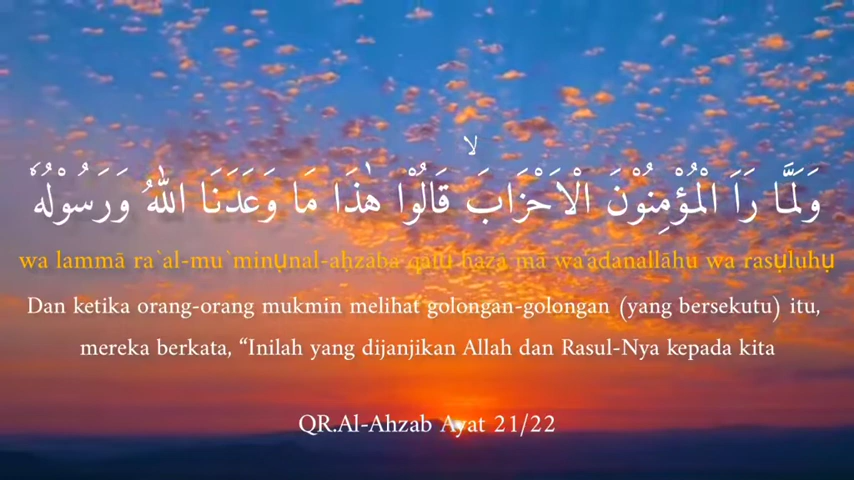 وَلَمَّا رَاَ الْمُؤْمِنُوْنَ الْاَحْزَابَۙ قَالُوْا هٰذَا مَا وَعَدَنَا اللّٰهُ وَرَسُوْلُهٗ
wa lammā ra`al-mu`minụnal-aḥzāba qālụ hāżā mā wa'adanallāhu wa rasụluhụ
Dan ketika orang-orang mukmin melihat golongan-golongan (yang bersekutu) itu,
mereka berkata, “Inilah yang dijanjikan Allah dan Rasul-Nya kepada kita
QR.Al-Ahzab Ayat 21/22